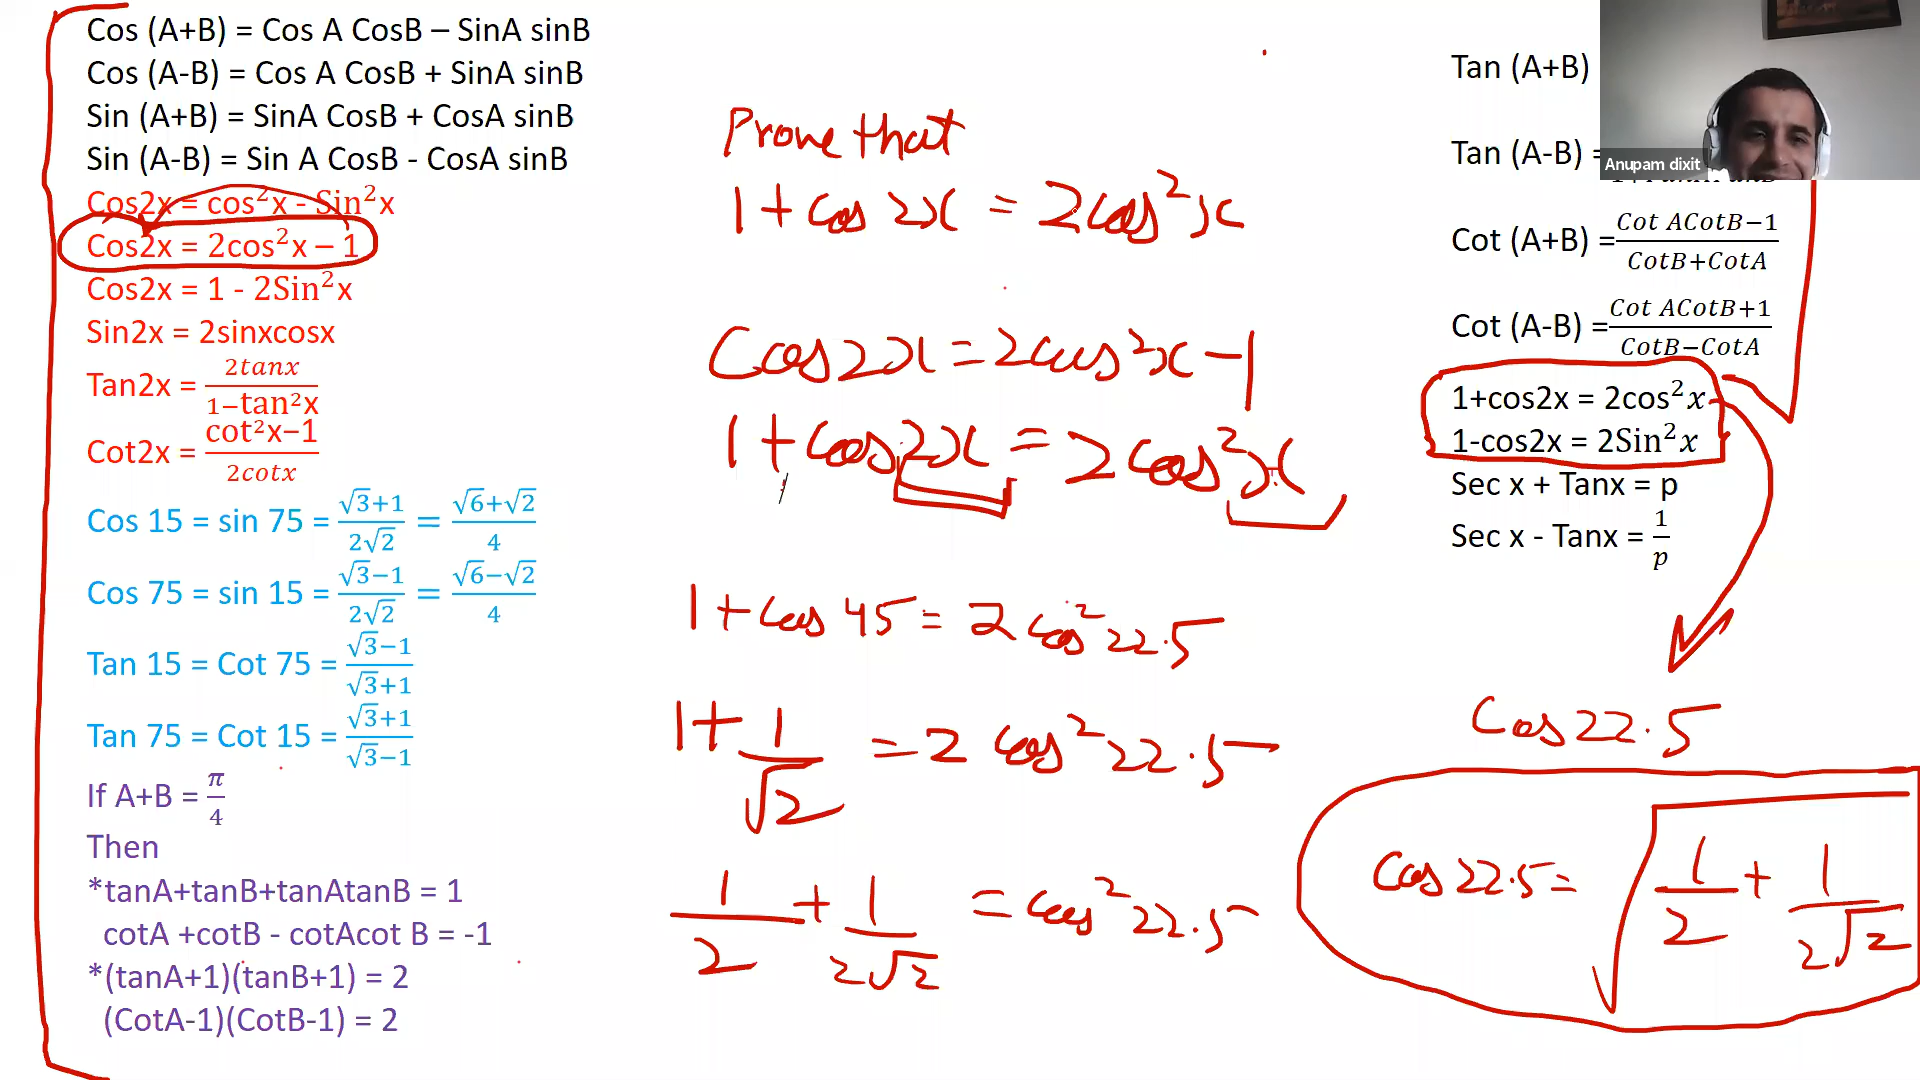 Cos (A+B) = Cos A CosB – SinA sinB
Cos (A-B) = Cos A CosB + SinA sinB
Sin (A+B) = SinA CosB + CosA sinB
Sin (A-B) = Sin A CosB - CosA sinB
Cos2x = cos²x - Sin²x
Cos2x = 2cos²x – 1
Cos2x = 1 - 2Sin²x
Sin2x = 2sinxcosx
Tan2x = 2tanx / 1−tan²x
Cot2x = cot²x−1 / 2cotx
Cos 15 = sin 75 = √3+1 / 2√2 = √6+√2 / 4
Cos 75 = sin 15 = √3−1 / 2√2 = √6−√2 / 4
Tan 15 = Cot 75 = √3−1 / √3+1
Tan 75 = Cot 15 = √3+1 / √3−1
If A+B = π / 4
Then
*tanA+tanB+tanAtanB = 1
cotA +cotB - cotAcot B = -1
*(tanA+1)(tanB+1) = 2
(CotA-1)(CotB-1) = 2
Prove that
1 + cos 2x = 2cos²x
Cos2x = 2cos²x − 1
1 + cos2x = 2cos²x
1 + cos 45 = 2 cos² 22.5
1 + 1 / √2 = 2 cos² 22.5
1 / 2 + 1 / 2√2 = cos² 22.5
Tan (A+B)
Tan (A-B) =
Cot (A+B) = Cot ACotB−1 / CotB+CotA
Cot (A-B) = Cot ACotB+1 / CotB−CotA
1+cos2x = 2cos²x
1-cos2x = 2Sin²x
Sec x + Tanx = p
Sec x - Tanx = 1 / p
Cos 22.5
Cos 22.5 = √(1 / 2 + 1 / 2√2)
Anupam dixit